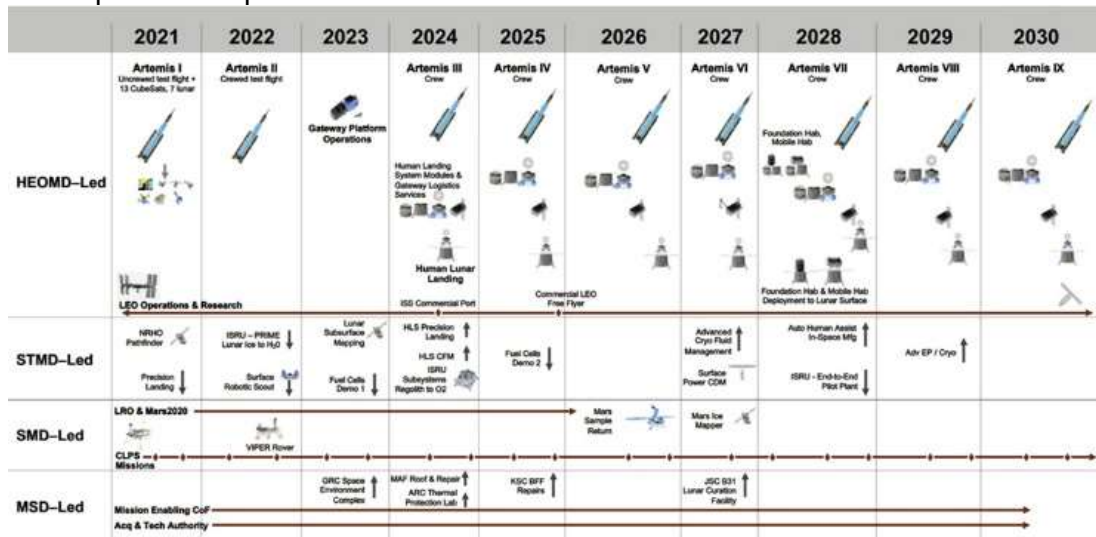 2021 2022 2023 2024 2025 2026 2027 2028 2029 2030
HEOMD–Led
Artemis I
Uncrewed test flight +
13 CubeSats, 7 lunar
Artemis II
Crewed test flight
Gateway Platform
Operations
Artemis III
Crew
Human Landing
System Modules &
Gateway Logistics
Services
Human Lunar
Landing
Artemis IV
Crew
Artemis V
Crew
Artemis VI
Crew
Artemis VII
Crew
Foundation Hab,
Mobile Hab
Foundation Hab & Mobile Hab
Deployment to Lunar Surface
Artemis VIII
Crew
Artemis IX
Crew
LEO Operations & Research
ISS Commercial Port
Commercial LEO
Free Flyer
STMD–Led
NRHO
Pathfinder
Precision
Landing
ISRU – PRIME
Lunar Ice to H20
Surface
Robotic Scout
Lunar
Subsurface
Mapping
Fuel Cells
Demo 1
HLS Precision
Landing
HLS CFM
ISRU
Subsystems
Regolith to O2
Fuel Cells
Demo 2
Advanced
Cryo Fluid
Management
Surface
Power CDM
Auto Human Assist
In-Space Mfg
ISRU - End-to-End
Pilot Plant
Adv EP / Cryo
SMD–Led
LRO & Mars2020
VIPER Rover
Mars
Sample
Return
Mars Ice
Mapper
CLPS
Missions
MSD–Led
GRC Space
Environment
Complex
MAF Roof & Repair
ARC Thermal
Protection Lab
KSC BFF
Repairs
JSC B31
Lunar Curation
Facility
Mission Enabling CoF
Acq & Tech Authority